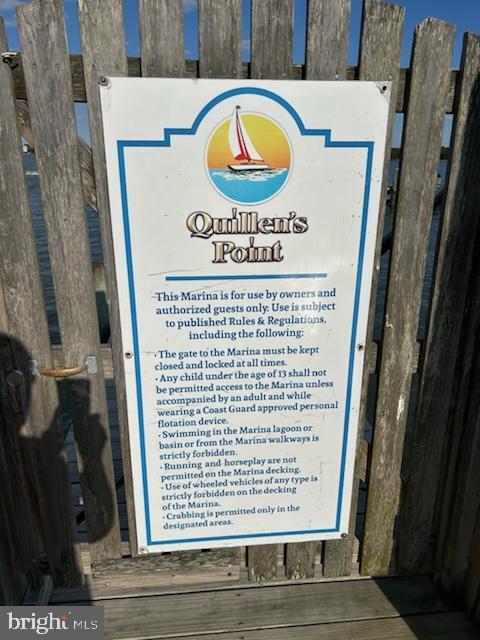 Quillen's
Point
This Marina is for use by owners and
authorized guests only. Use is subject
to published Rules & Regulations,
including the following:
· The gate to the Marina must be kept
closed and locked at all times.
· Any child under the age of 13 shall not
be permitted access to the Marina unless
accompanied by an adult and while
wearing a Coast Guard approved personal
flotation device.
· Swimming in the Marina lagoon or
basin or from the Marina walkways is
strictly forbidden.
· Running and horseplay are not
permitted on the Marina decking.
· Use of wheeled vehicles of any type is
strictly forbidden on the decking
of the Marina.
· Crabbing is permitted only in the
designated areas.
bright MLS